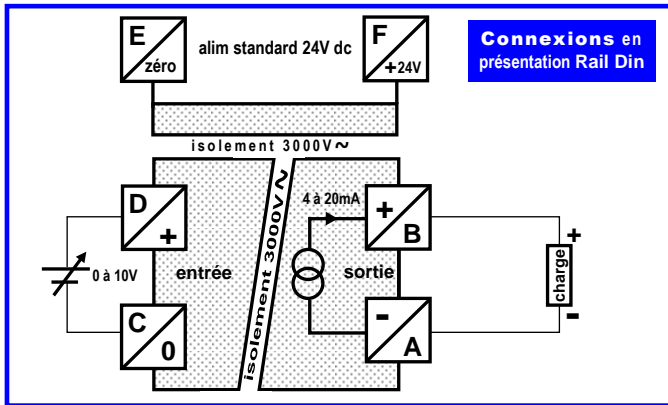 E
zéro
alim standard 24V dc
F
+24V
Connexions en
présentation Rail Din
isolement 3000V~
D
+
0 à 10V
entrée
C
0
isolement 3000V~
4 à 20mA
sortie
+
B
-
A
+
charge
-